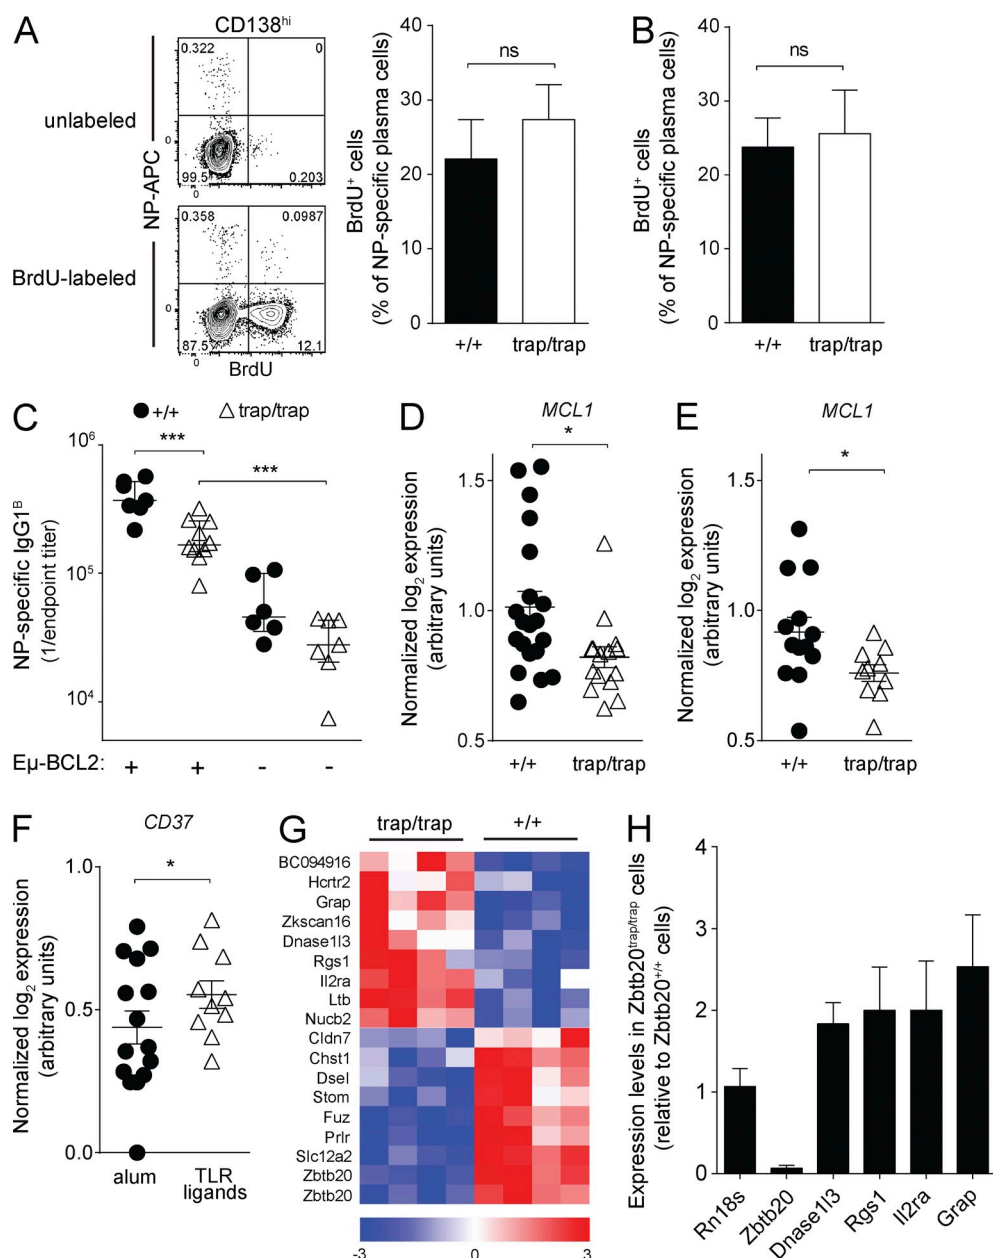 A
CD138hi
unlabeled
BrdU-labeled
NP-APC
0.322
0
99.5
0.203
0
0
0.358
0.0987
87.5
12.1
0
0
BrdU
BrdU+ cells
(% of NP-specific plasma cells)
40
30
20
10
0
ns
+/+
trap/trap
B
BrdU+ cells
(% of NP-specific plasma cells)
40
30
20
10
0
ns
+/+
trap/trap
C
+/+
trap/trap
***
***
NP-specific IgG1B
(1/endpoint titer)
10^6
10^5
10^4
Eμ-BCL2:
+
+
-
-
D
MCL1
*
Normalized log2 expression
(arbitrary units)
1.5
1.0
0.5
+/+
trap/trap
E
MCL1
*
Normalized log2 expression
(arbitrary units)
1.5
1.0
0.5
+/+
trap/trap
F
CD37
*
Normalized log2 expression
(arbitrary units)
1.0
0.5
0.0
alum
TLR
ligands
G
trap/trap
+/+
BC094916
Hcrtr2
Grap
Zkscan16
Dnase1l3
Rgs1
Il2ra
Ltb
Nucb2
Cldn7
Chst1
Dsel
Stom
Fuz
Prlr
Slc12a2
Zbtb20
Zbtb20
-3
0
3
H
Expression levels in Zbtb20trap/trap cells
(relative to Zbtb20+/+ cells)
4
3
2
1
0
Rn18s
Zbtb20
Dnase1l3
Rgs1
Il2ra
Grap